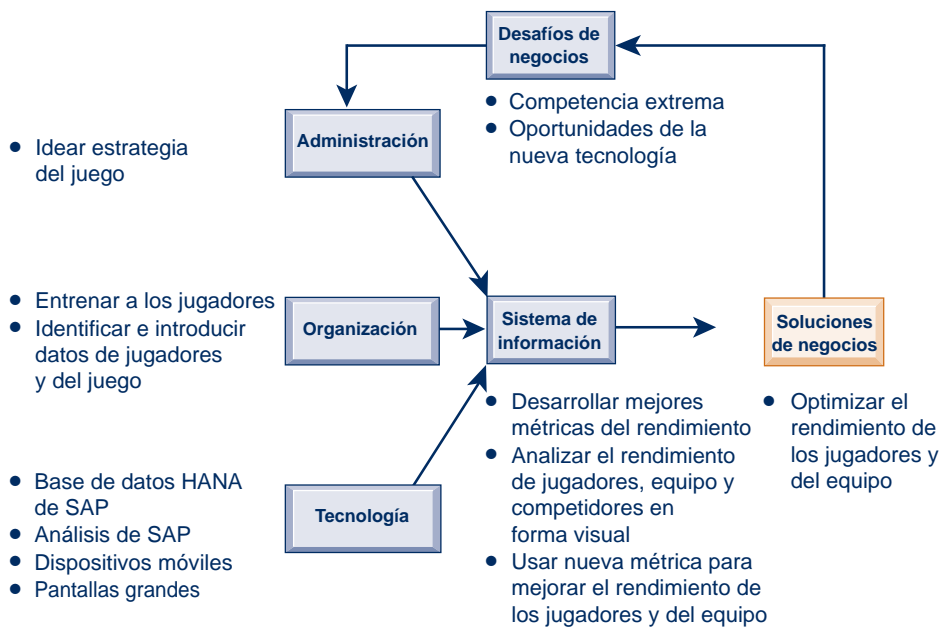 Desafíos de
negocios
• Competencia extrema
• Oportunidades de la
nueva tecnología
Administración
• Idear estrategia
del juego
• Entrenar a los jugadores
• Identificar e introducir
datos de jugadores
y del juego
Organización
Sistema de
información
Soluciones
de negocios
• Desarrollar mejores
métricas del rendimiento
• Analizar el rendimiento
de jugadores, equipo y
competidores en
forma visual
• Usar nueva métrica para
mejorar el rendimiento de
los jugadores y del equipo
• Optimizar el
rendimiento de
los jugadores y
del equipo
• Base de datos HANA
de SAP
• Análisis de SAP
• Dispositivos móviles
• Pantallas grandes
Tecnología